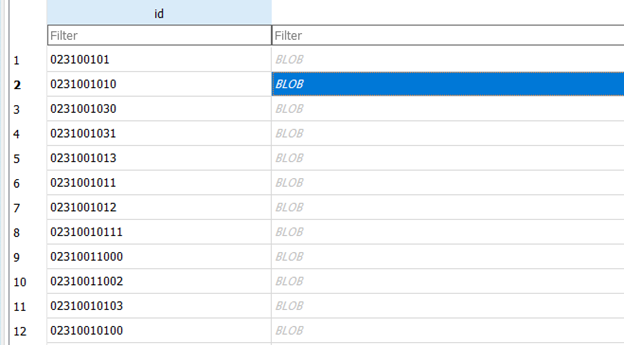 id
Filter Filter
1 023100101 BLOB
2 0231001010 BLOB
3 0231001030 BLOB
4 0231001031 BLOB
5 0231001013 BLOB
6 0231001011 BLOB
7 0231001012 BLOB
8 02310010111 BLOB
9 02310011000 BLOB
10 02310011002 BLOB
11 02310010103 BLOB
12 02310010100 BLOB